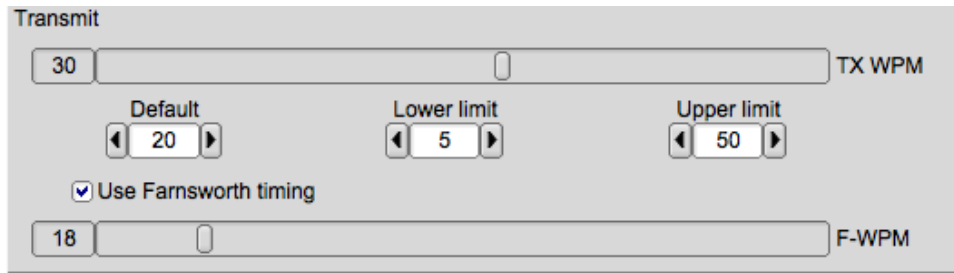 Transmit
30 TX WPM
Default Lower limit Upper limit
20 5 50
Use Farnsworth timing
18 F-WPM